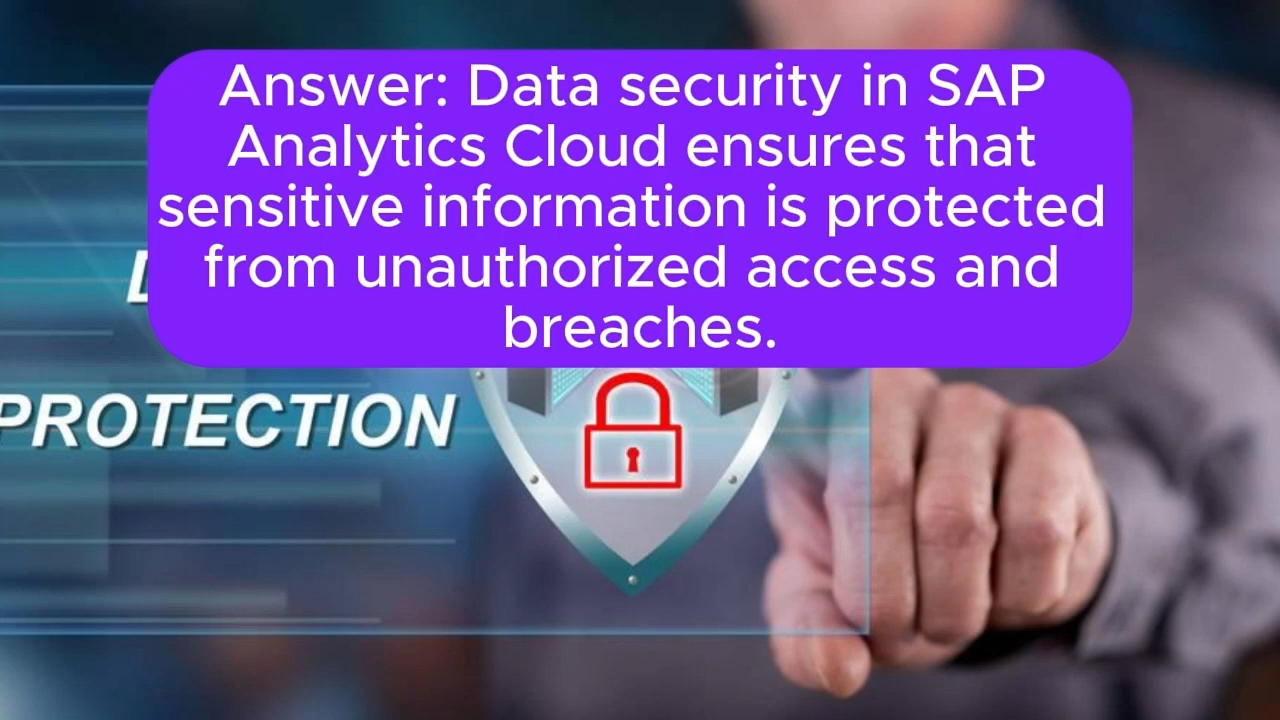 Answer: Data security in SAP
Analytics Cloud ensures that
sensitive information is protected
from unauthorized access and
breaches.
PROTECTION